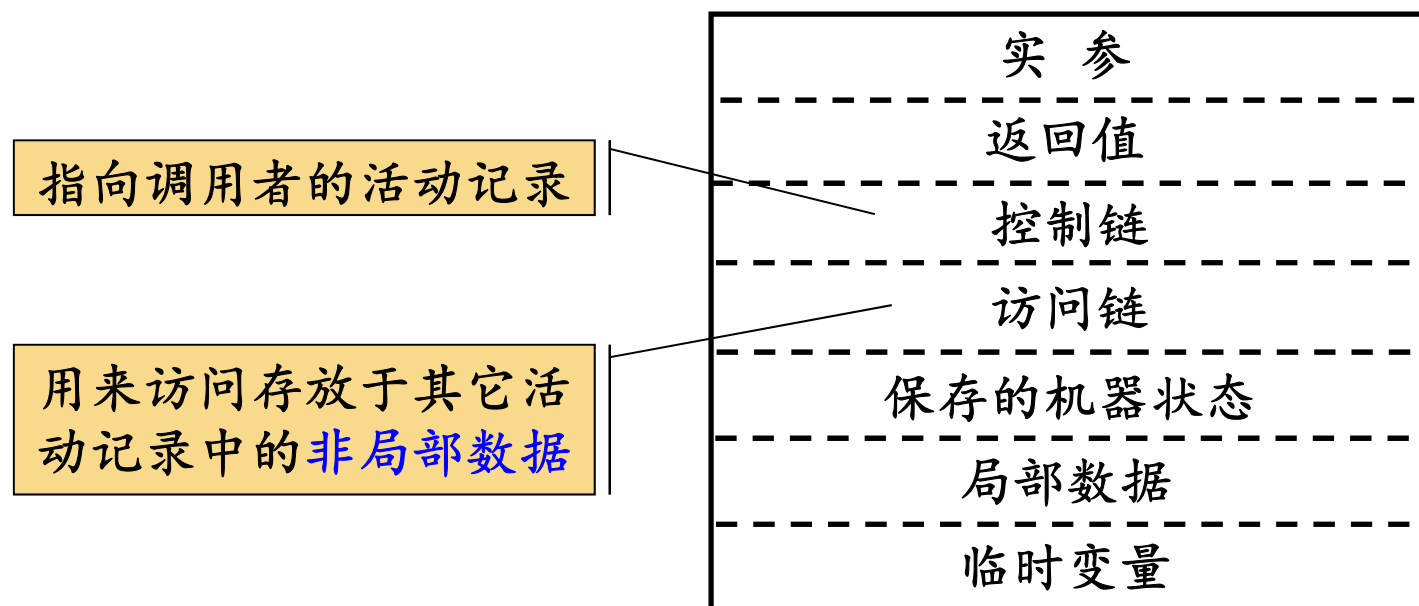 实 参
返回值
指向调用者的活动记录
控制链
访问链
用来访问存放于其它活
动记录中的非局部数据
保存的机器状态
局部数据
临时变量